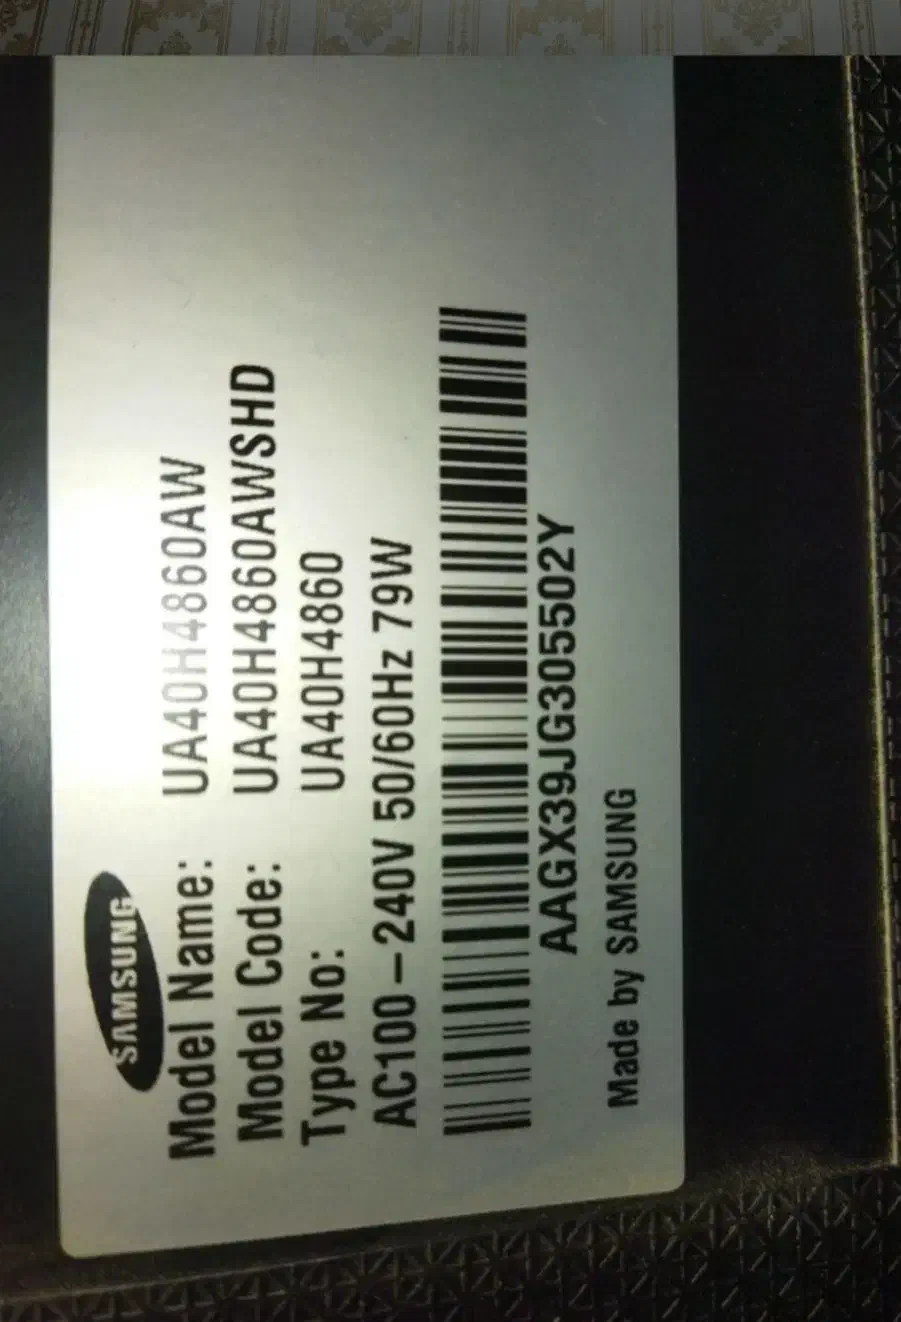 SAMSUNG
Model Name: UA40H4860AW
Model Code: UA40H4860AWSHD
Type No: UA40H4860
AC100–240V 50/60Hz 79W
AAGX39JG305502Y
Made by SAMSUNG